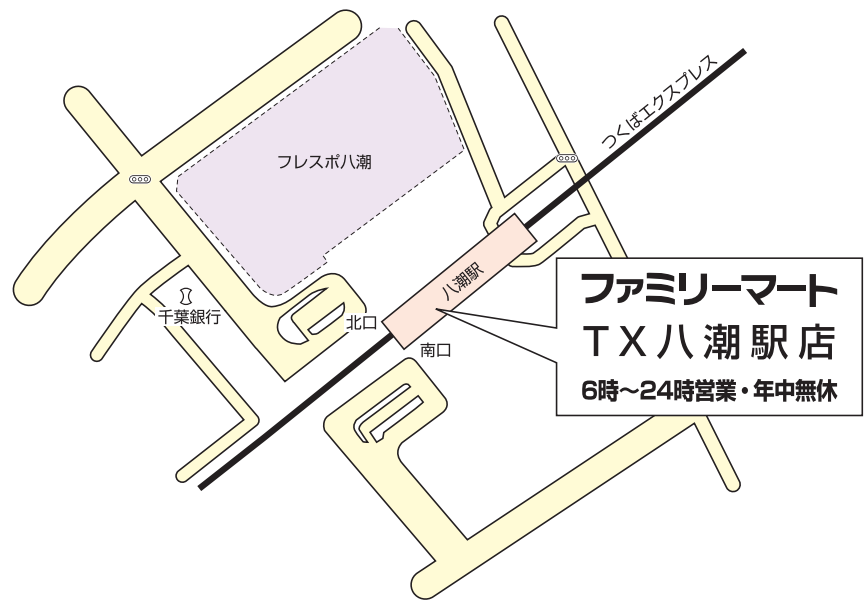 つくばエクスプレス
フレスポ八潮
八潮駅
千葉銀行
北口
南口
ファミリーマート
TX八潮駅店
6時~24時営業・年中無休